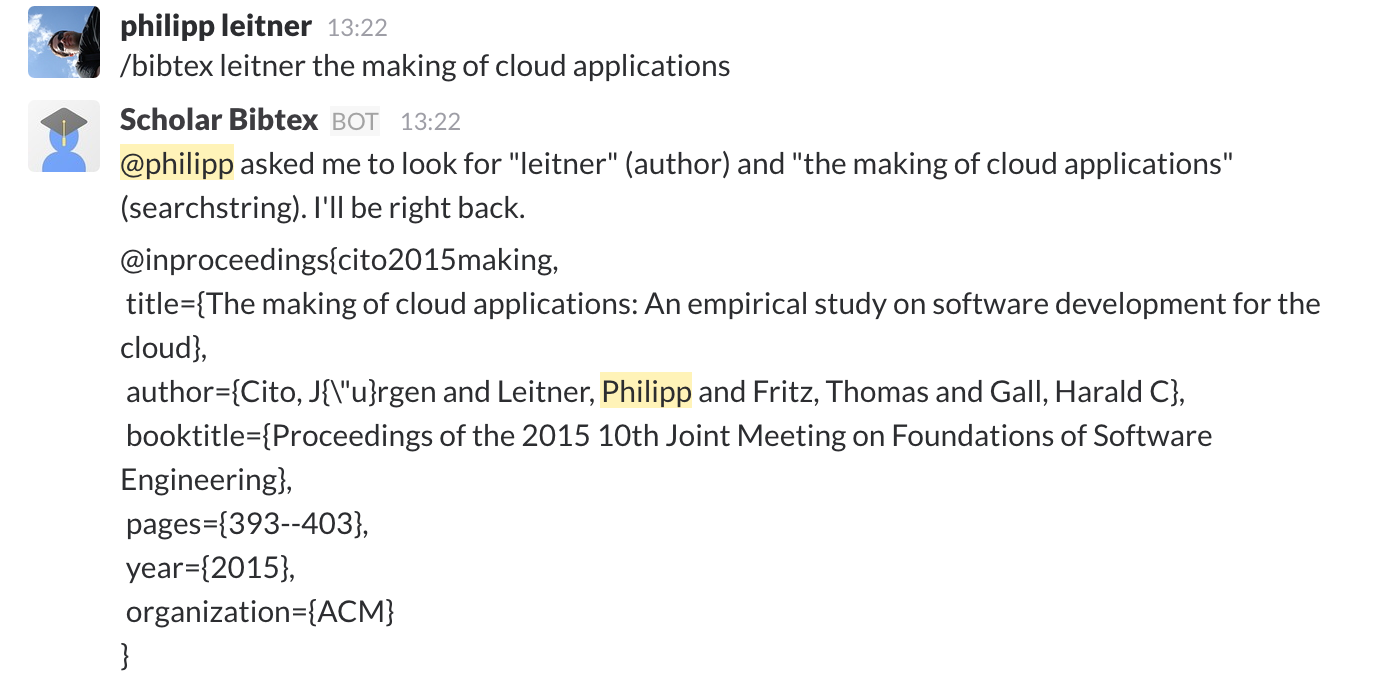 philipp leitner 13:22
/bibtex leitner the making of cloud applications
Scholar Bibtex BOT 13:22
@philipp asked me to look for "leitner" (author) and "the making of cloud applications"
(searchstring). I'll be right back.
@inproceedings{cito2015making,
title={The making of cloud applications: An empirical study on software development for the
cloud},
author={Cito, J{\"u}rgen and Leitner, Philipp and Fritz, Thomas and Gall, Harald C},
booktitle={Proceedings of the 2015 10th Joint Meeting on Foundations of Software
Engineering},
pages={393--403},
year={2015},
organization={ACM}
}